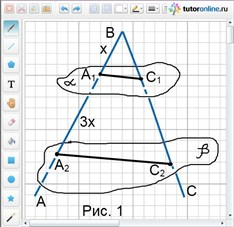 tutoronline.ru
B
x
A₁
C₁
α
3x
A₂
C₂
β
A
C
Рис. 1